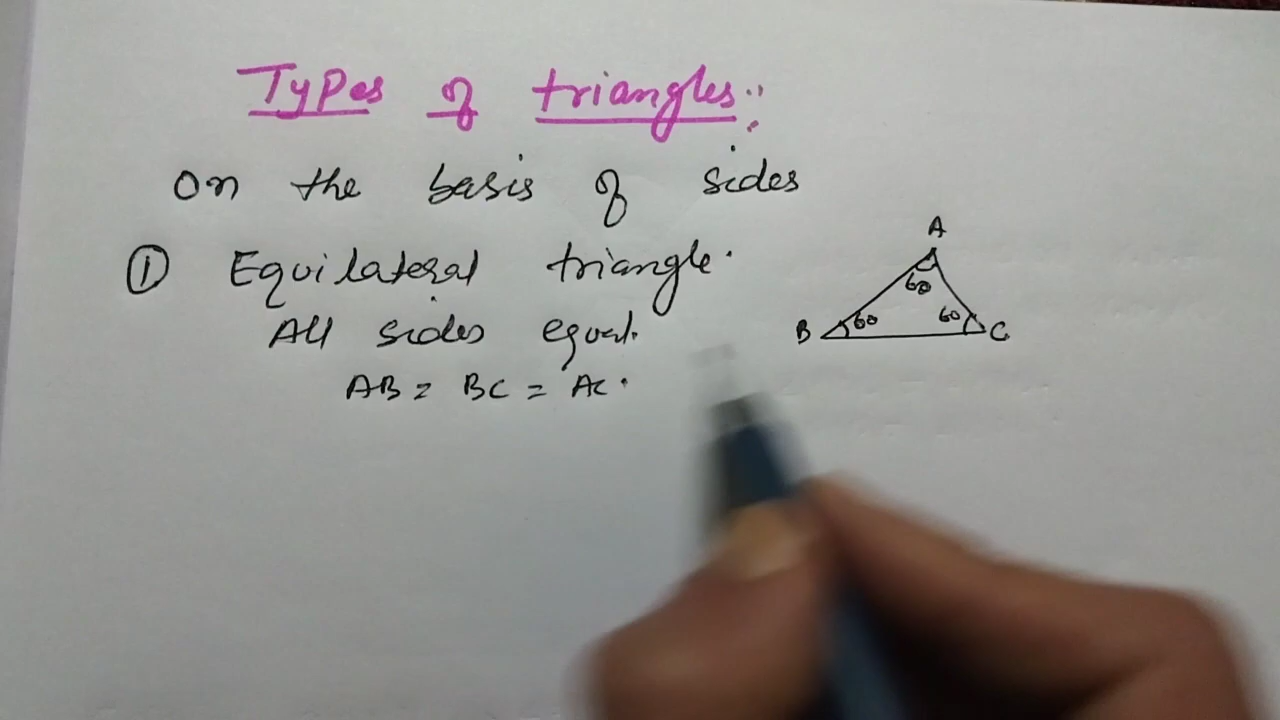 Types of triangles:
On the basis of sides
① Equilateral triangle.
All sides equal.
AB = BC = AC.
A
60
B 60 60 C